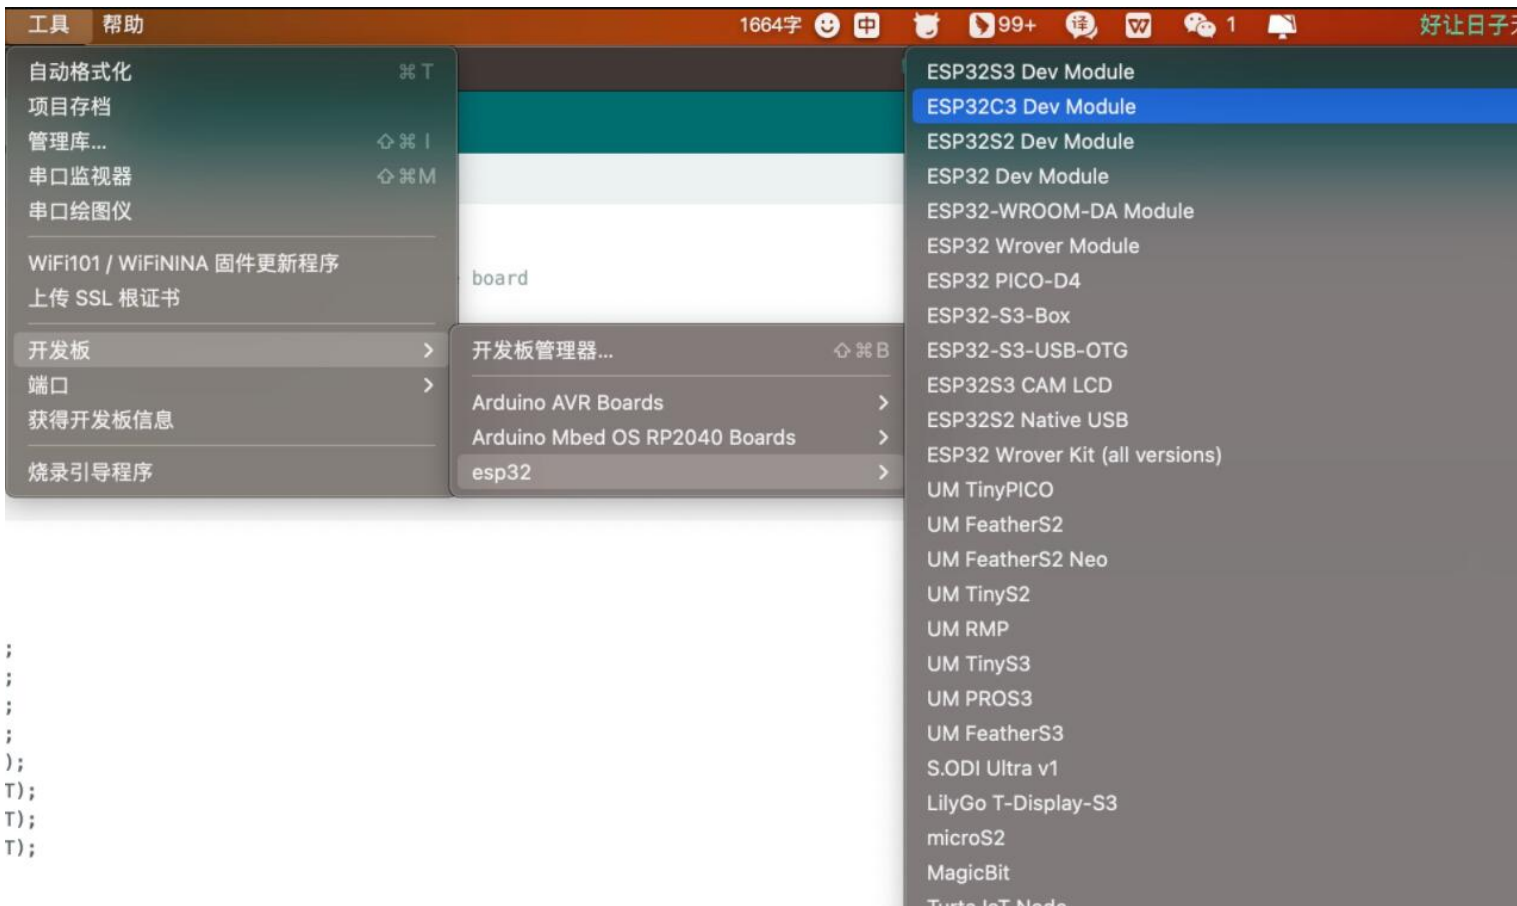 工具 帮助 1664字 中 99+ 译 W 1 好让日子
自动格式化 ⌘ T
项目存档
管理库... ⇧ ⌘ I
串口监视器 ⇧ ⌘ M
串口绘图仪
WiFi101 / WiFiNINA 固件更新程序
上传 SSL 根证书
开发板
端口
获得开发板信息
烧录引导程序
board
开发板管理器... ⇧ ⌘ B
Arduino AVR Boards
Arduino Mbed OS RP2040 Boards
esp32
ESP32S3 Dev Module
ESP32C3 Dev Module
ESP32S2 Dev Module
ESP32 Dev Module
ESP32-WROOM-DA Module
ESP32 Wrover Module
ESP32 PICO-D4
ESP32-S3-Box
ESP32-S3-USB-OTG
ESP32S3 CAM LCD
ESP32S2 Native USB
ESP32 Wrover Kit (all versions)
UM TinyPICO
UM FeatherS2
UM FeatherS2 Neo
UM TinyS2
UM RMP
UM TinyS3
UM PROS3
UM FeatherS3
S.ODI Ultra v1
LilyGo T-Display-S3
microS2
MagicBit
;
;
;
;
);
T);
T);
T);